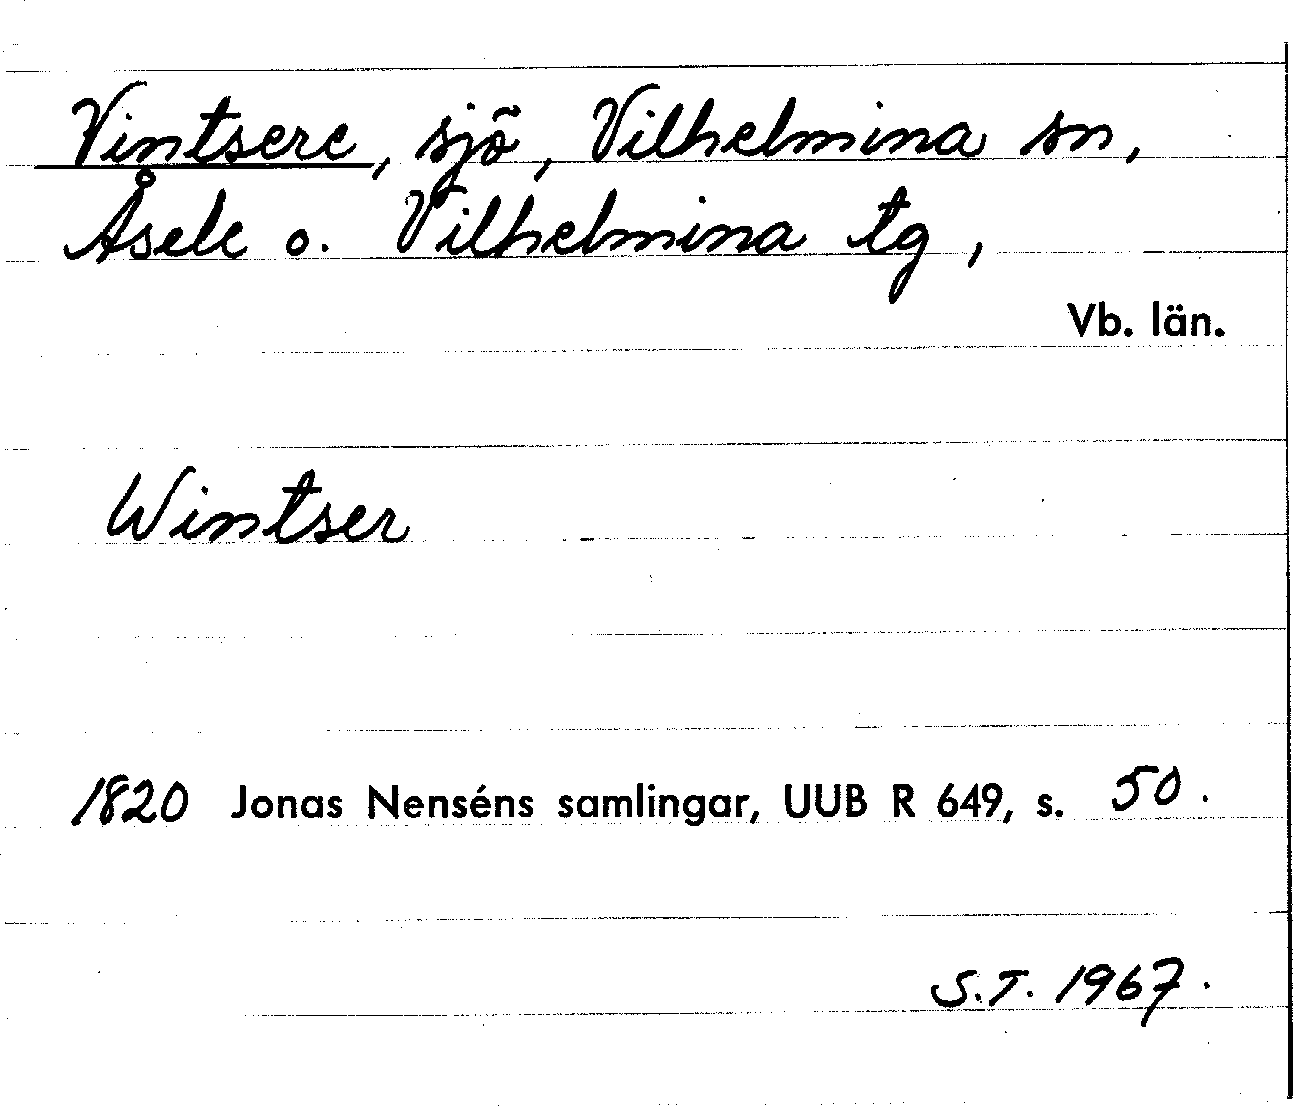 Vintsere, sjö, Vilhelmina sn,
Åsele o. Vilhelmina tg,
Vb. län.
Wintser
1820 Jonas Nenséns samlingar, UUB R 649, s. 50.
S.T. 1967.